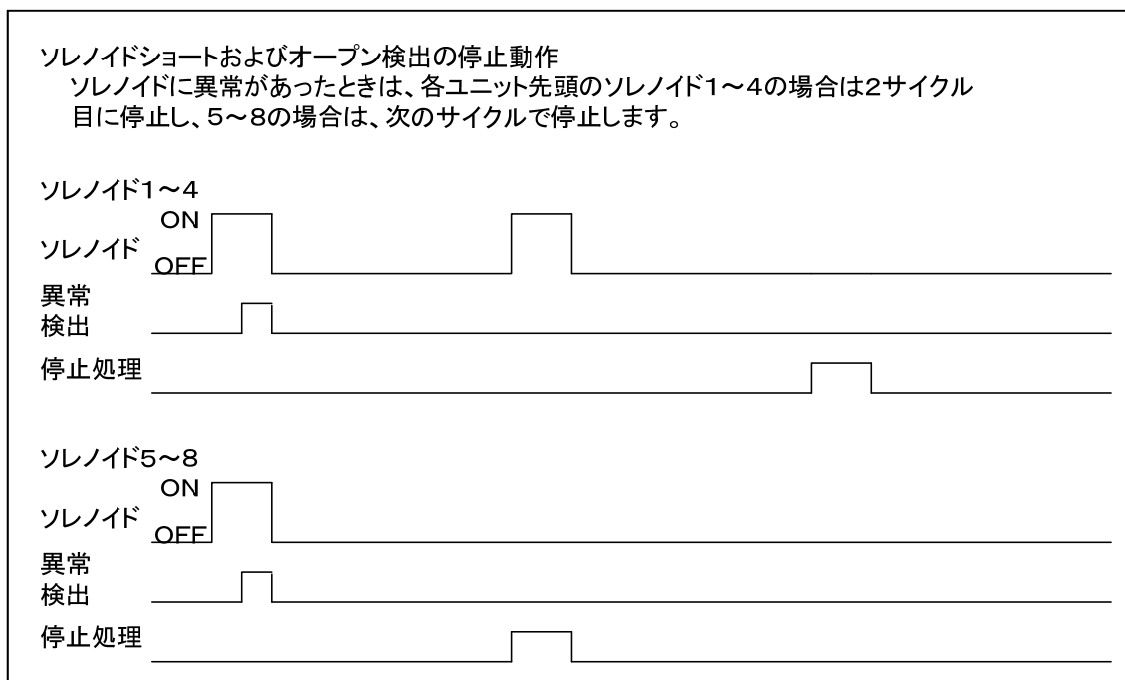 ソレノイドショートおよびオープン検出の停止動作
ソレノイドに異常があったときは、各ユニット先頭のソレノイド1～4の場合は2サイクル
目に停止し、5～8の場合は、次のサイクルで停止します。
ソレノイド1～4
ON
ソレノイド
OFF
異常
検出
停止処理
ソレノイド5～8
ON
ソレノイド
OFF
異常
検出
停止処理